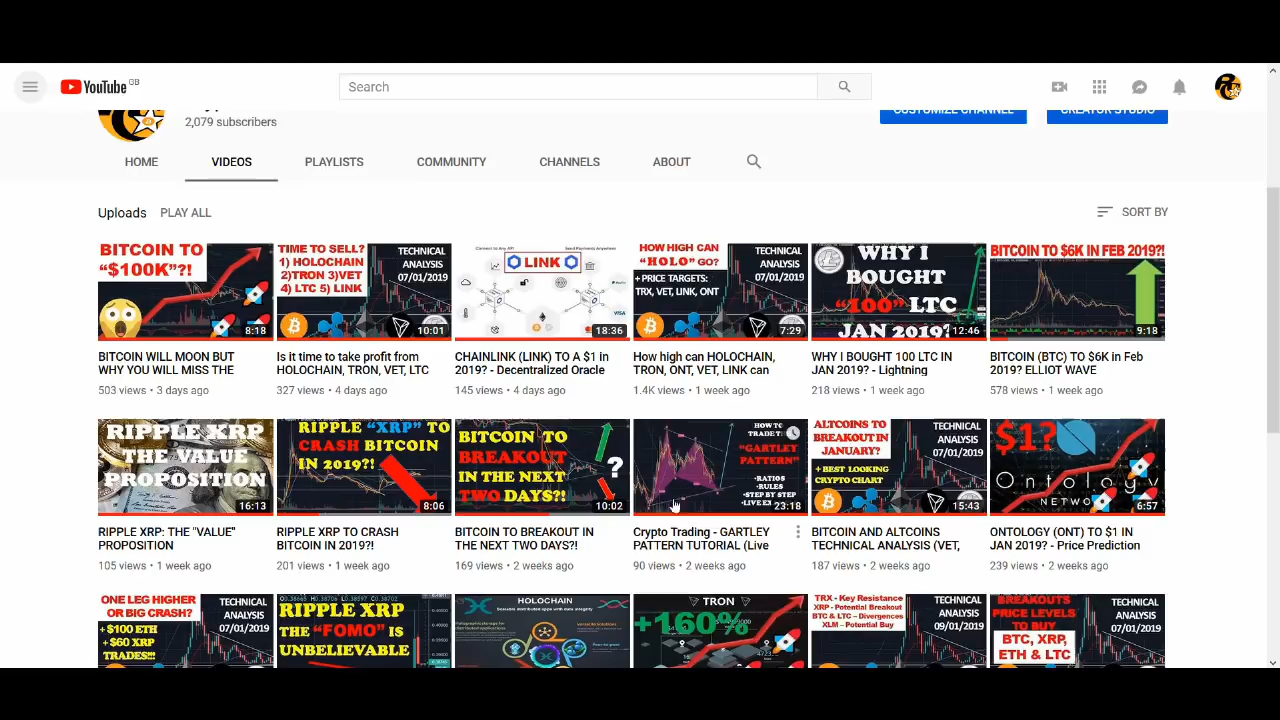 YouTube GB
Search
2,079 subscribers
CUSTOMIZE CHANNEL
CREATOR STUDIO
HOME
VIDEOS
PLAYLISTS
COMMUNITY
CHANNELS
ABOUT
Uploads
PLAY ALL
SORT BY
BITCOIN TO
“$100K”?!
8:18
TIME TO SELL?
1) HOLOCHAIN
2)TRON 3)VET
4) LTC 5) LINK
TECHNICAL
ANALYSIS
07/01/2019
10:01
Connect to Any API
Send Payments Anywhere
LINK
VISA
18:36
HOW HIGH CAN
“HOLO” GO?
+PRICE TARGETS:
TRX, VET, LINK, ONT
TECHNICAL
ANALYSIS
07/01/2019
7:29
WHY I
BOUGHT
“100” LTC
JAN 2019?
12:46
BITCOIN TO $6K IN FEB 2019?!
9:18
BITCOIN WILL MOON BUT
WHY YOU WILL MISS THE
503 views • 3 days ago
Is it time to take profit from
HOLOCHAIN, TRON, VET, LTC
327 views • 4 days ago
CHAINLINK (LINK) TO A $1 in
2019? - Decentralized Oracle
145 views • 4 days ago
How high can HOLOCHAIN,
TRON, ONT, VET, LINK can
1.4K views • 1 week ago
WHY I BOUGHT 100 LTC IN
JAN 2019? - Lightning
218 views • 1 week ago
BITCOIN (BTC) TO $6K in Feb
2019? ELLIOT WAVE
578 views • 1 week ago
RIPPLE XRP
THE VALUE
PROPOSITION
16:13
RIPPLE “XRP” TO
CRASH BITCOIN
IN 2019?!
8:06
BITCOIN TO
BREAKOUT
IN THE NEXT
TWO DAYS?!
?
10:02
HOW TO
TRADE T
“GARTLEY
PATTERN”
•RATIOS
•RULES
•STEP BY STEP
•LIVE EX
23:18
ALTCOINS TO
BREAKOUT IN
JANUARY?
+ BEST LOOKING
CRYPTO CHART
TECHNICAL
ANALYSIS
07/01/2019
15:43
$1?
Ontology
NETWORK
6:57
RIPPLE XRP: THE "VALUE"
PROPOSITION
105 views • 1 week ago
RIPPLE XRP TO CRASH
BITCOIN IN 2019?!
201 views • 1 week ago
BITCOIN TO BREAKOUT IN
THE NEXT TWO DAYS?!
169 views • 2 weeks ago
Crypto Trading - GARTLEY
PATTERN TUTORIAL (Live
90 views • 2 weeks ago
BITCOIN AND ALTCOINS
TECHNICAL ANALYSIS (VET,
187 views • 2 weeks ago
ONTOLOGY (ONT) TO $1 IN
JAN 2019? - Price Prediction
239 views • 2 weeks ago
ONE LEG HIGHER
OR BIG CRASH?
+ $100 ETH
+$60 XRP
TRADES!!!
TECHNICAL
ANALYSIS
07/01/2019
RIPPLE XRP
THE “FOMO” IS
UNBELIEVABLE
HOLOCHAIN
TRON
+160%
TRX - Key Resistance
XRP - Potential Breakout
BTC & LTC – Divergences
XLM – Potential Buy
TECHNICAL
ANALYSIS
09/01/2019
BREAKOUTS
PRICE LEVELS
TO BUY
BTC, XRP,
ETH & LTC
TECHNICAL
ANALYSIS
07/01/2019